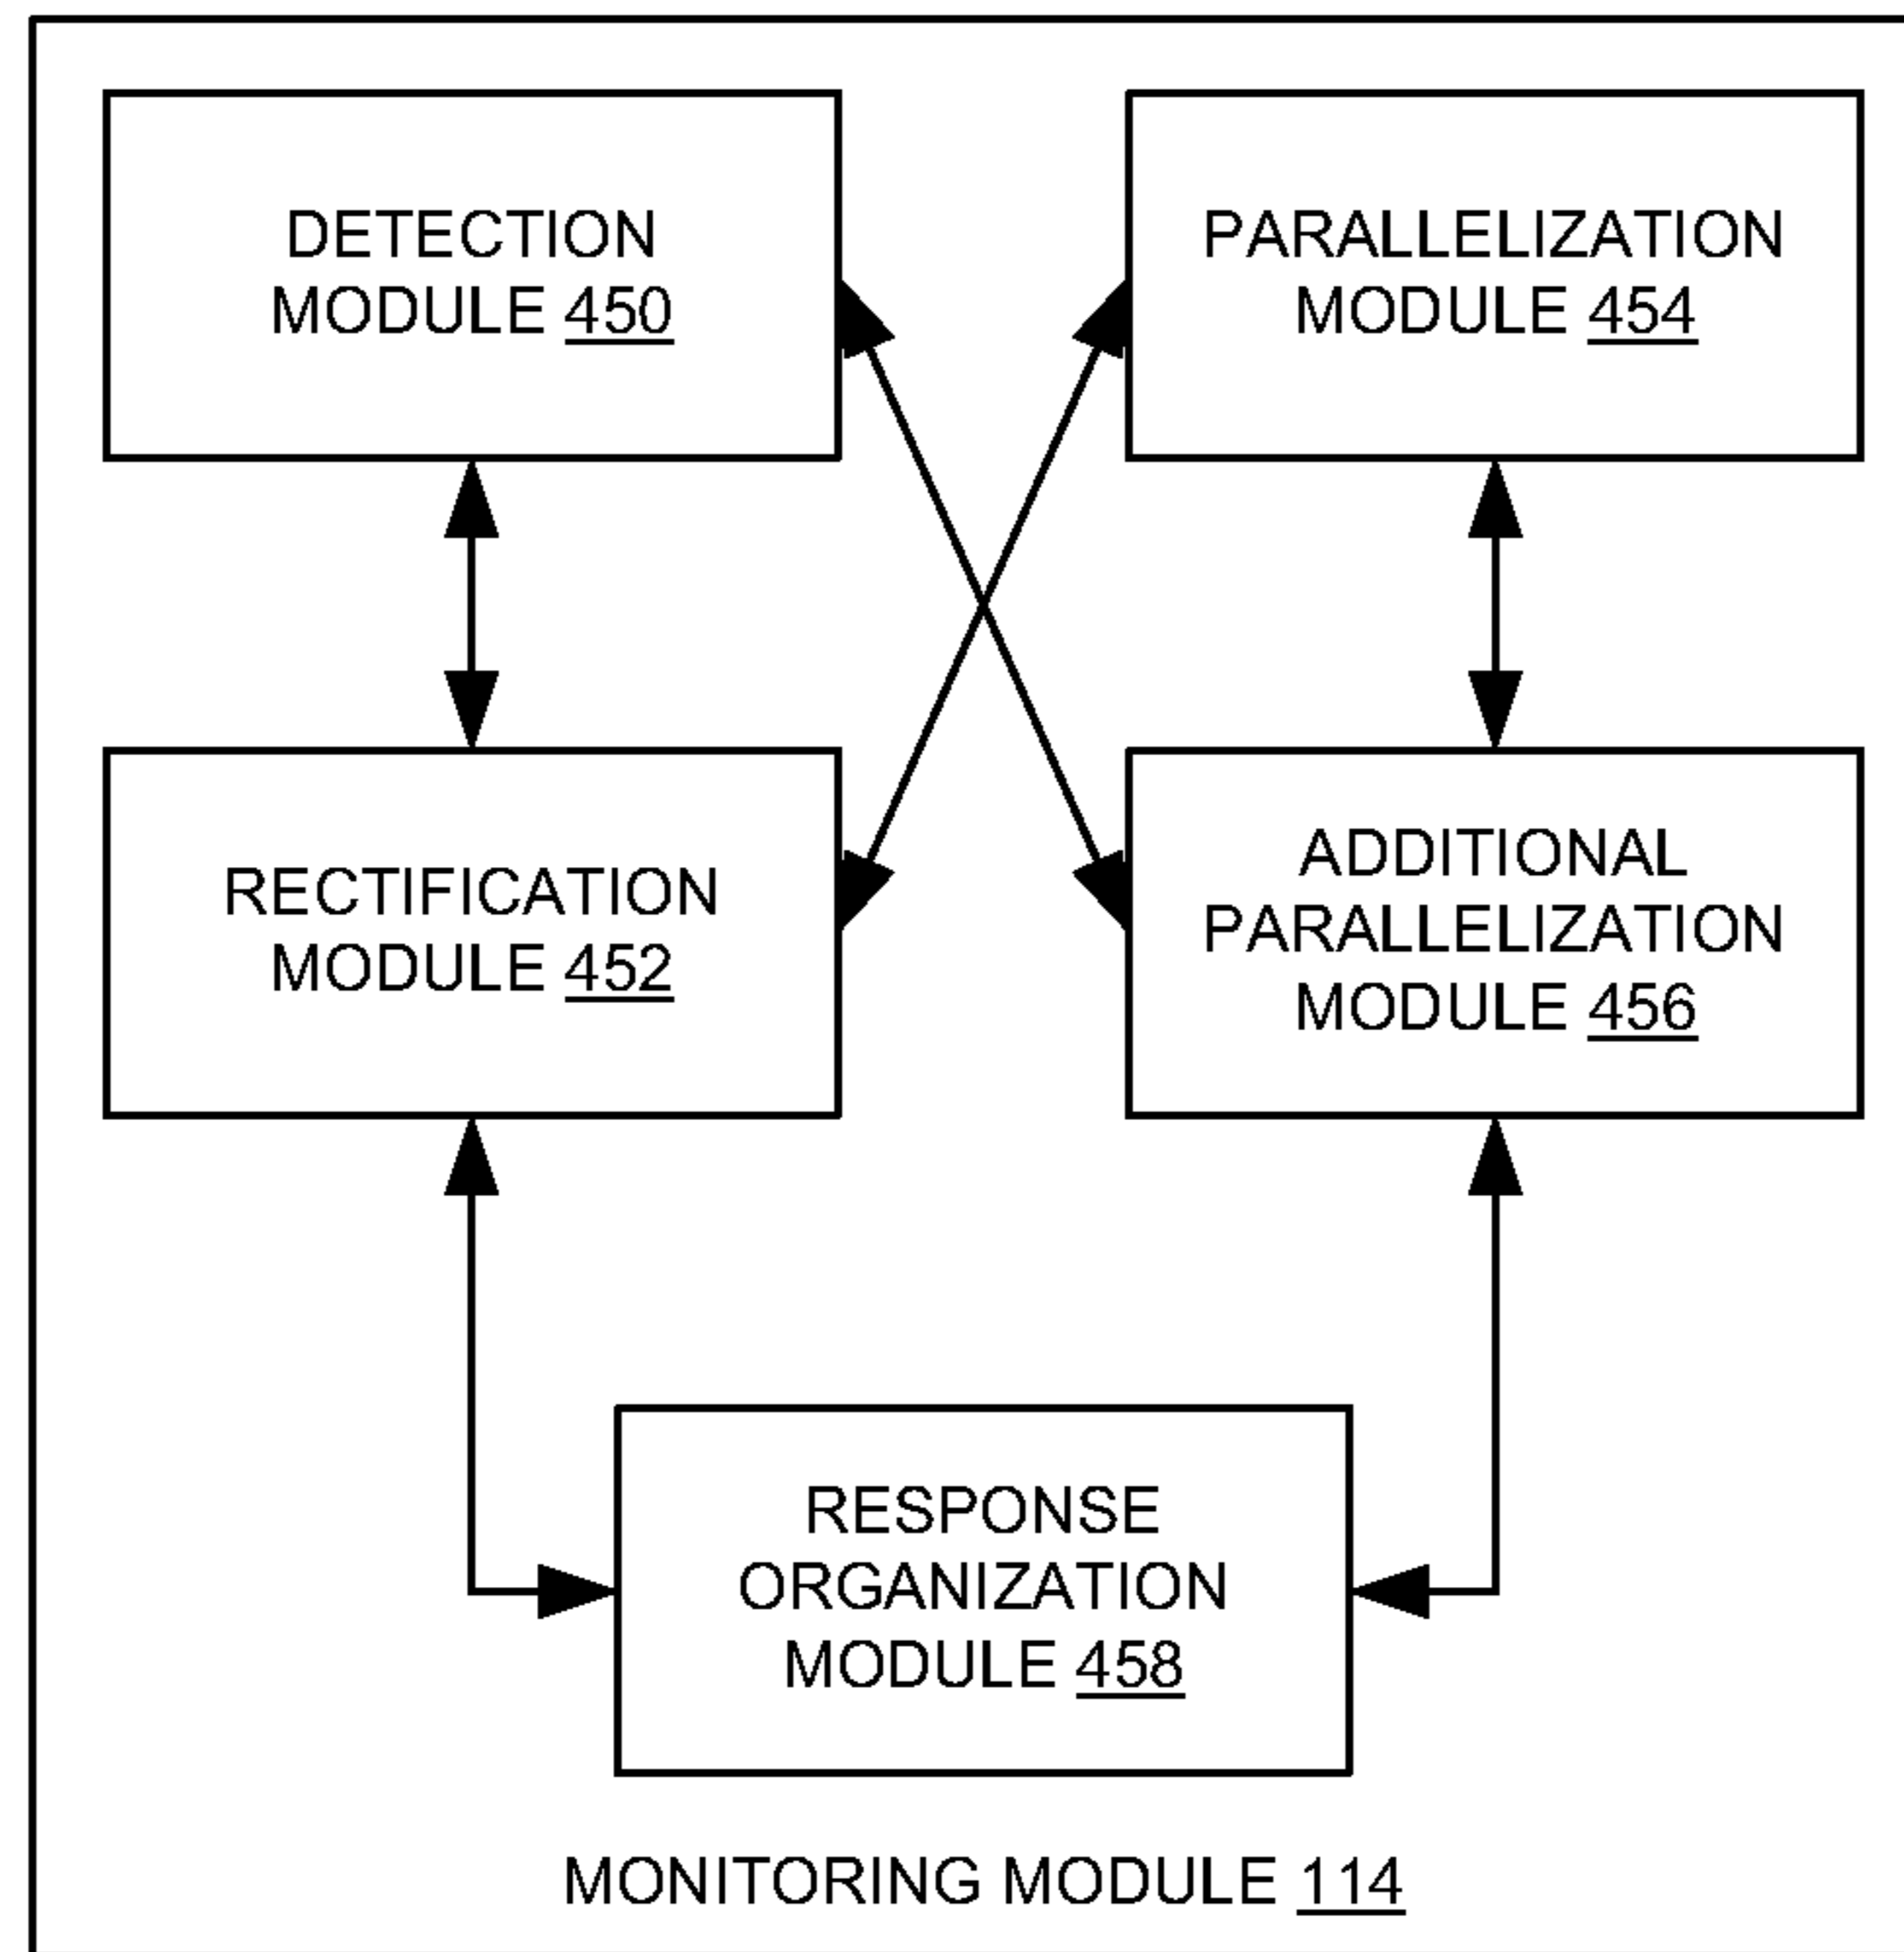 DETECTION
MODULE 450
PARALLELIZATION
MODULE 454
RECTIFICATION
MODULE 452
ADDITIONAL
PARALLELIZATION
MODULE 456
RESPONSE
ORGANIZATION
MODULE 458
MONITORING MODULE 114